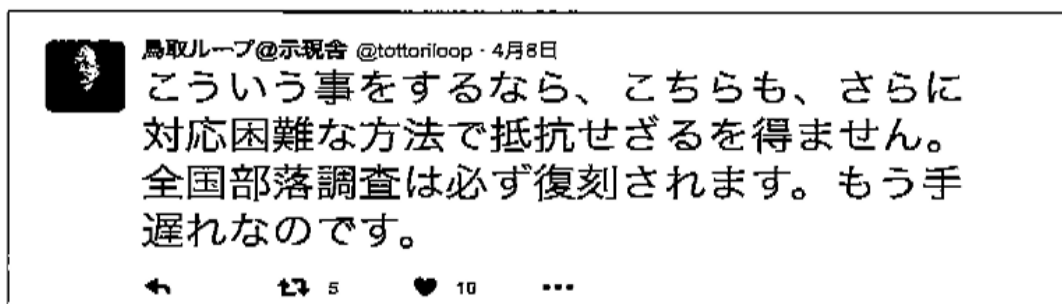 鳥取ループ@示現舎 @tottoriloop · 4月8日
こういう事をするなら、こちらも、さらに
対応困難な方法で抵抗せざるを得ません。
全国部落調査は必ず復刻されます。もう手
遅れなのです。
5 10